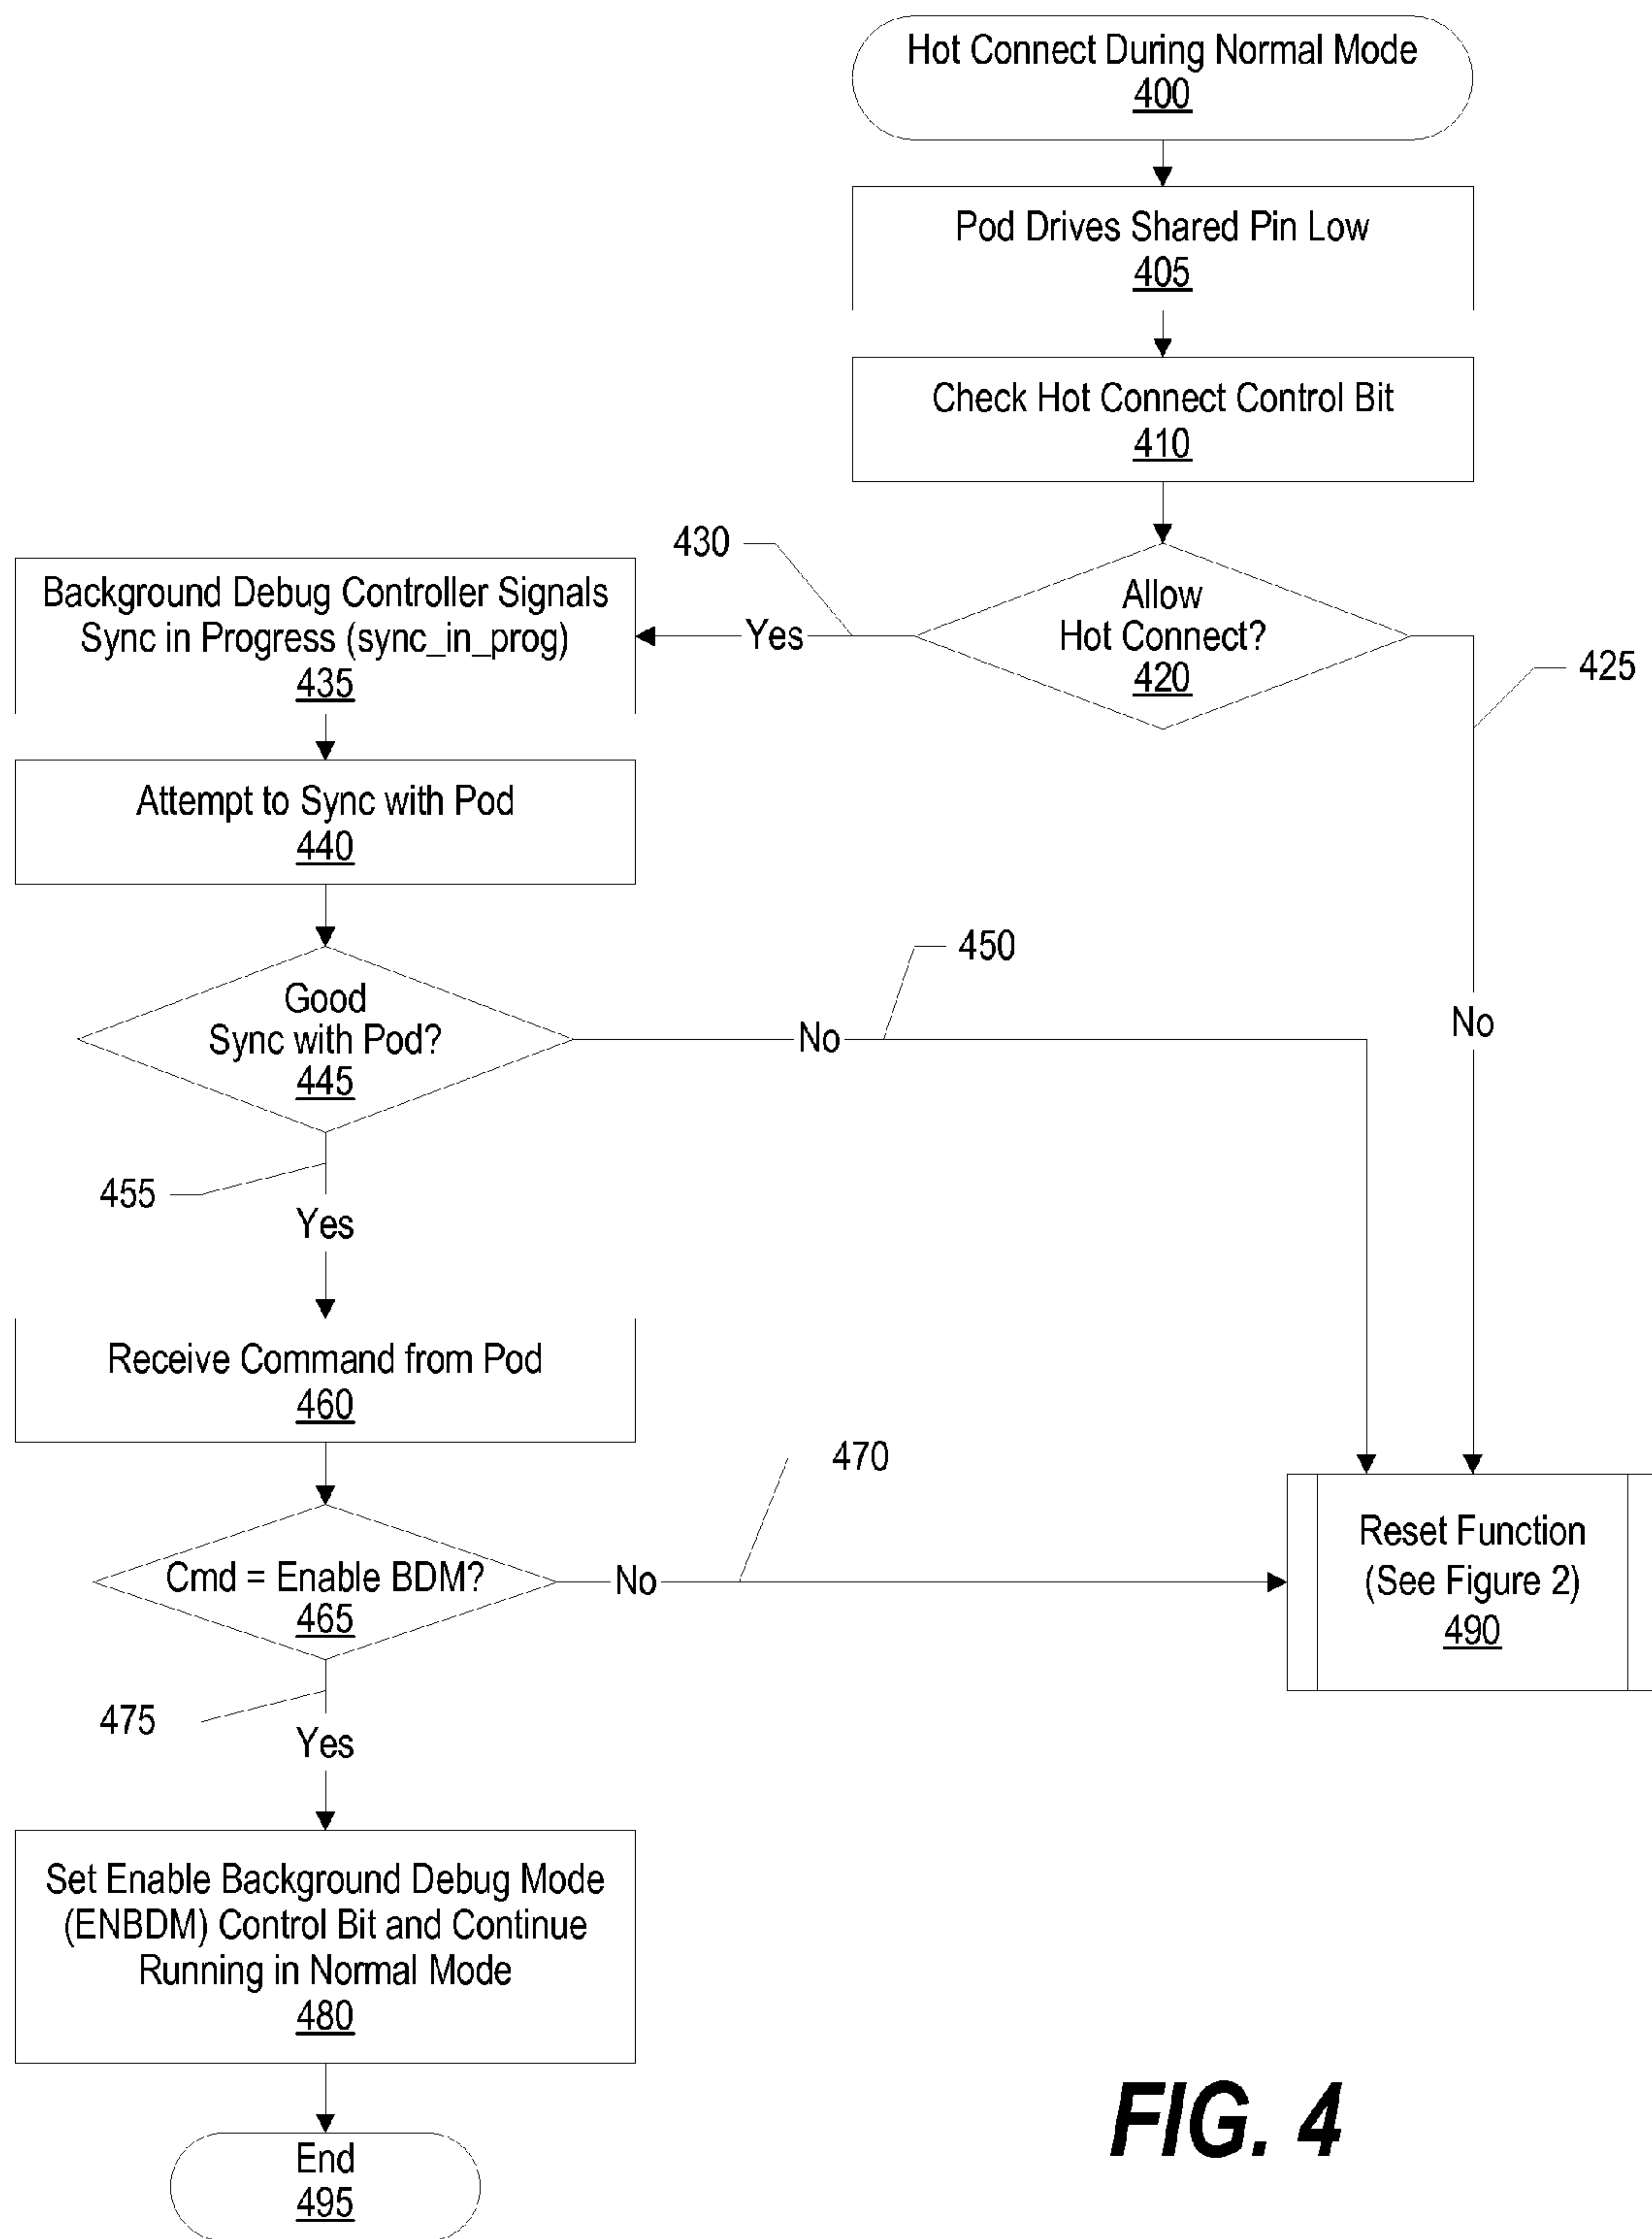 Hot Connect During Normal Mode
400
Pod Drives Shared Pin Low
405
Check Hot Connect Control Bit
410
Allow
Hot Connect?
420
430
Yes
425
No
Background Debug Controller Signals
Sync in Progress (sync_in_prog)
435
Attempt to Sync with Pod
440
Good
Sync with Pod?
445
450
No
455
Yes
Receive Command from Pod
460
Cmd = Enable BDM?
465
470
No
Reset Function
(See Figure 2)
490
475
Yes
Set Enable Background Debug Mode
(ENBDM) Control Bit and Continue
Running in Normal Mode
480
End
495
FIG. 4